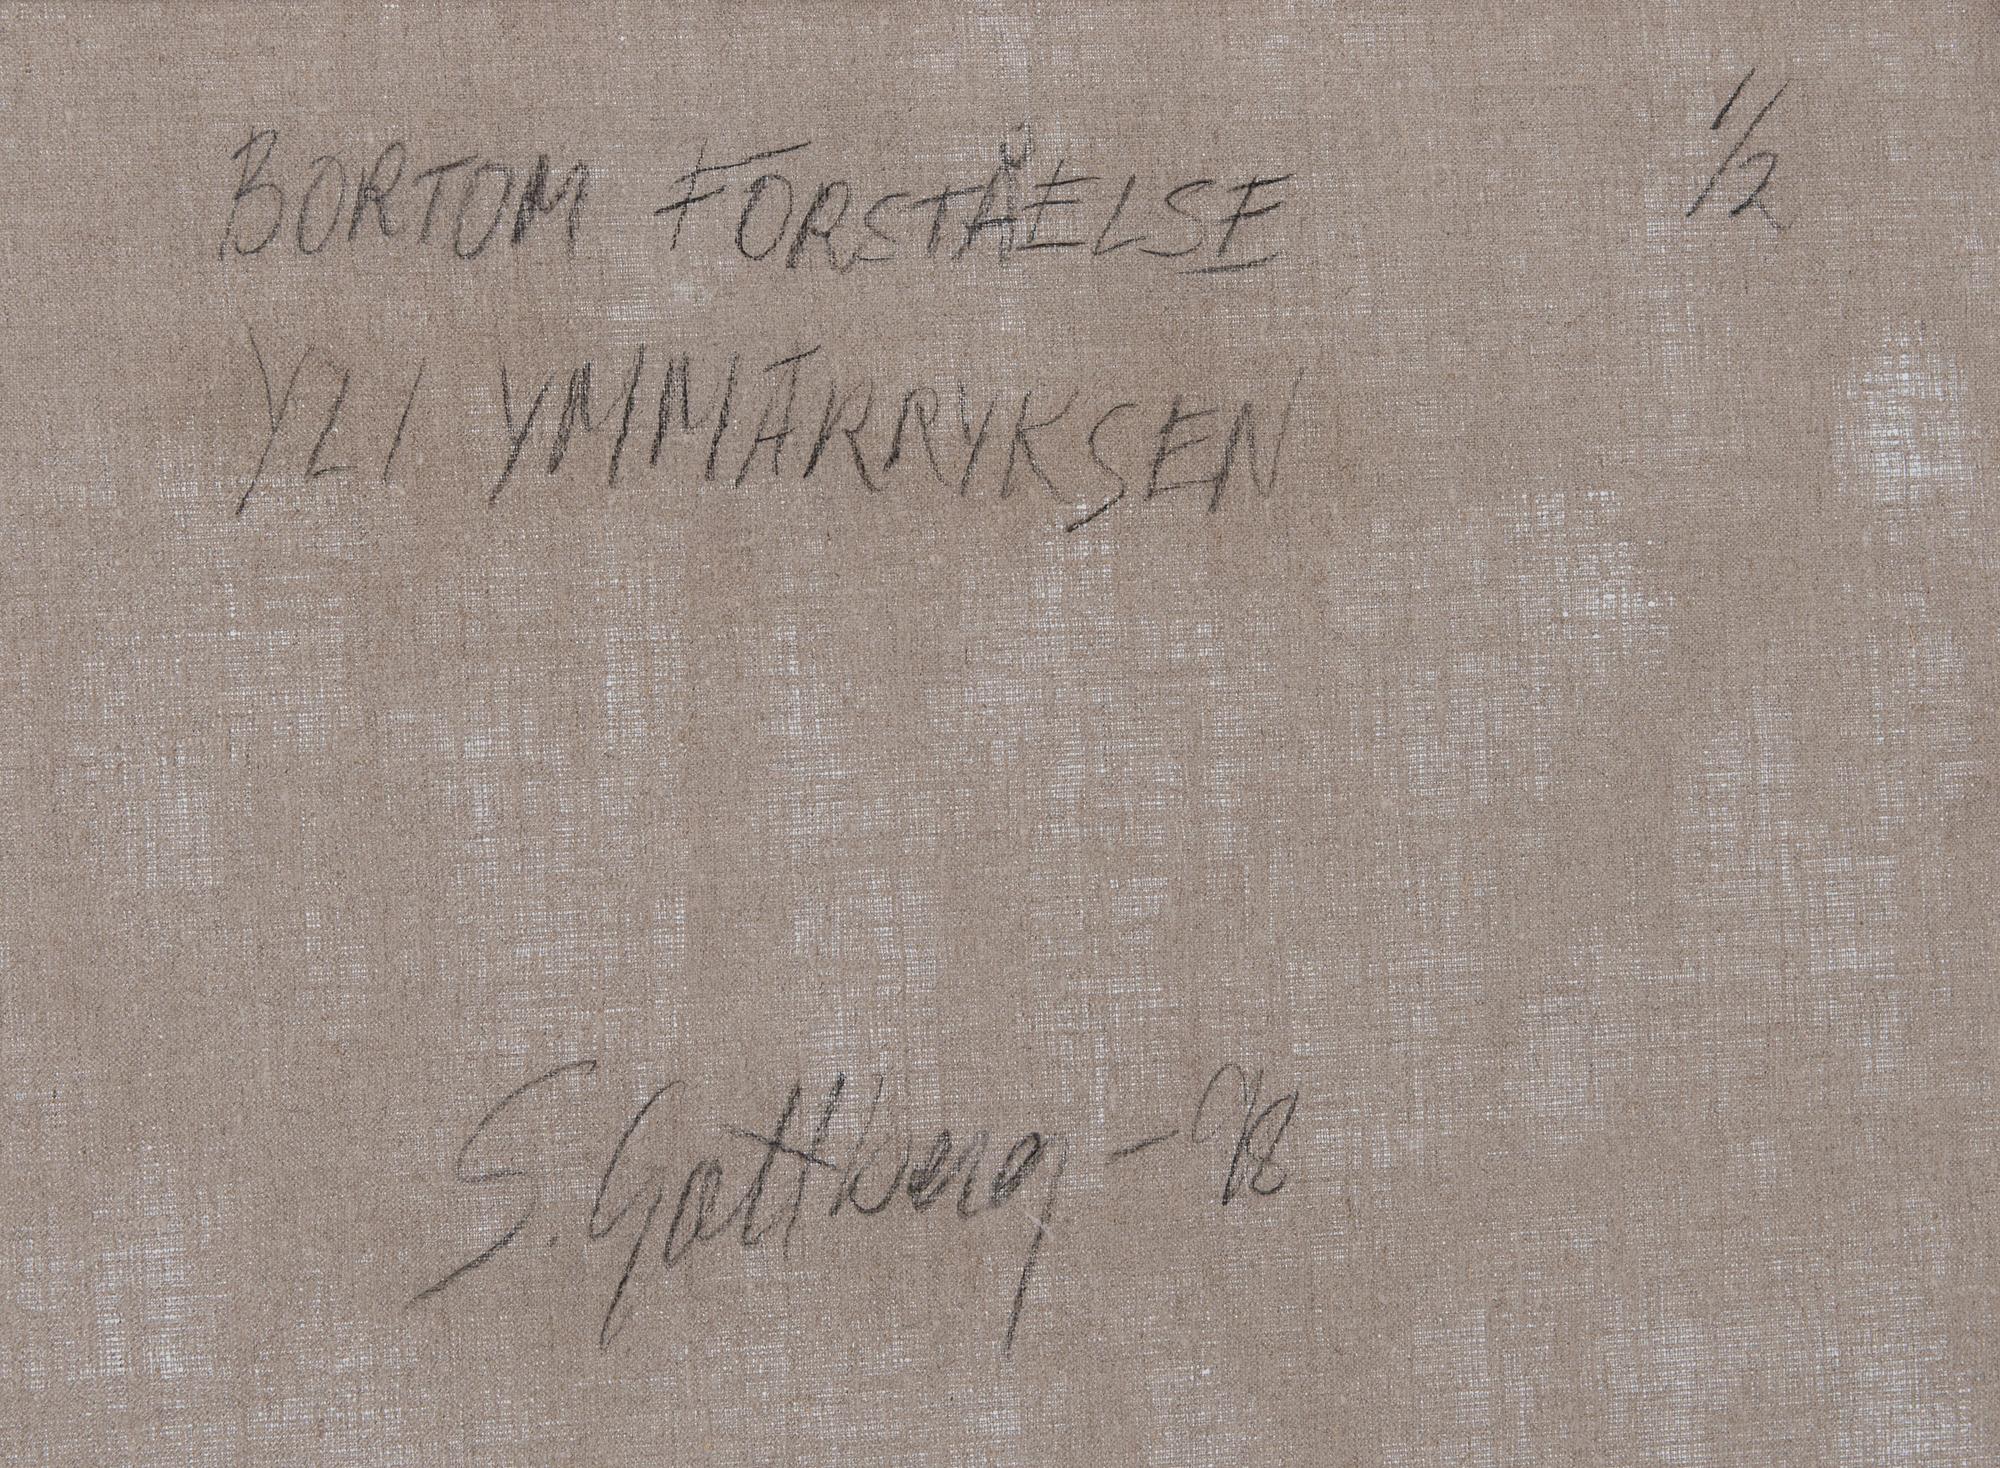 BORTOM FÖRSTÅELSE 1/2
YLI YMMÄRRYKSEN
S. Gottberg - 98